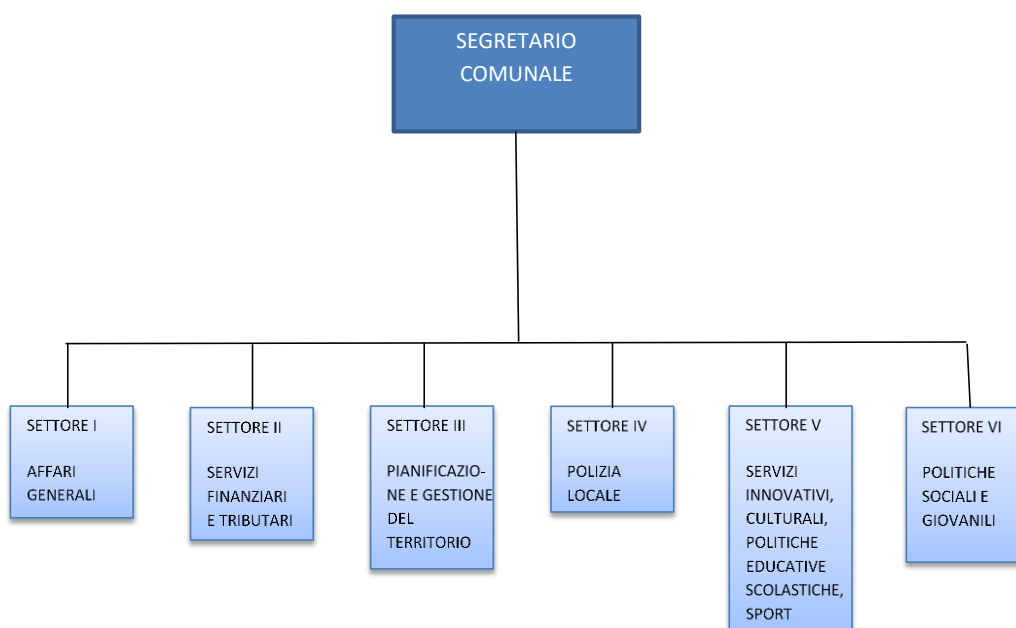 SEGRETARIO
COMUNALE
SETTORE I
AFFARI
GENERALI
SETTORE II
SERVIZI
FINANZIARI
E TRIBUTARI
SETTORE III
PIANIFICAZIO-
NE E GESTIONE
DEL
TERRITORIO
SETTORE IV
POLIZIA
LOCALE
SETTORE V
SERVIZI
INNOVATIVI,
CULTURALI,
POLITICHE
EDUCATIVE
SCOLASTICHE,
SPORT
SETTORE VI
POLITICHE
SOCIALI E
GIOVANILI